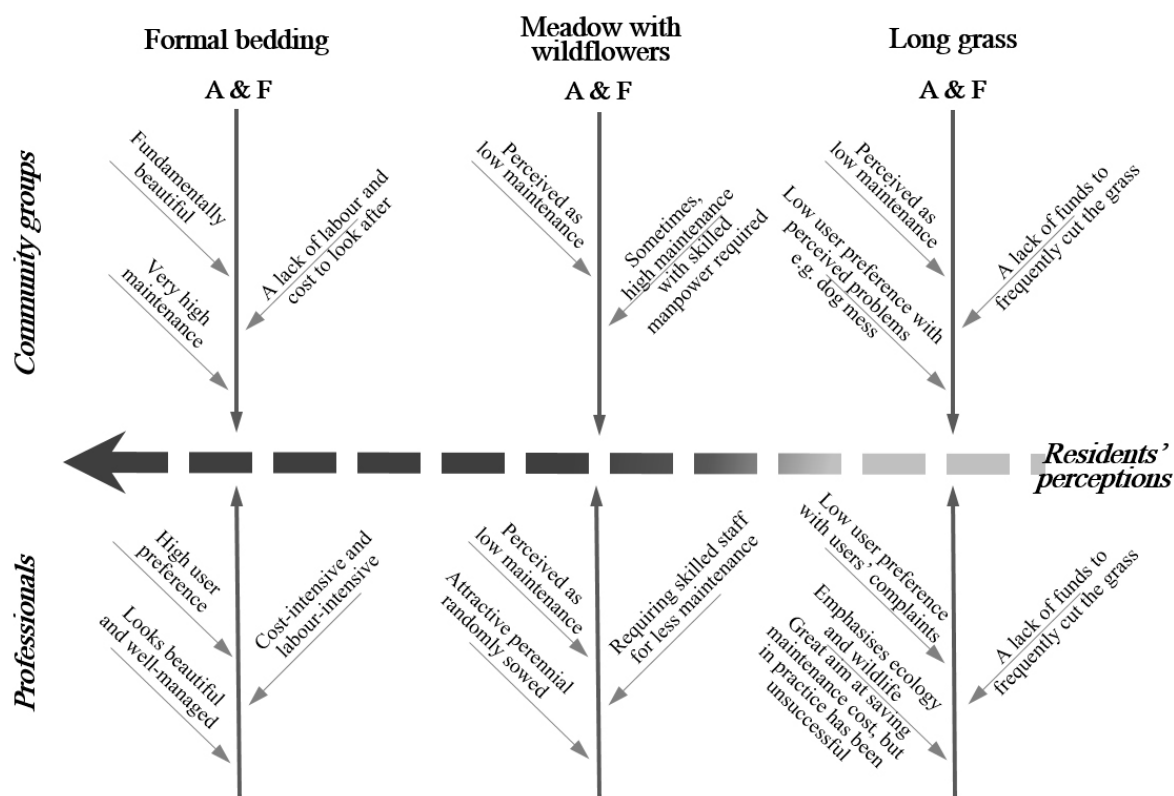 Formal bedding
Meadow with
wildflowers
Long grass
A & F
A & F
A & F
Community groups
Fundamentally
beautiful
Very high
maintenance
A lack of labour and
cost to look after
Perceived as
low maintenance
Sometimes,
high maintenance
with skilled
manpower required
Perceived as
low maintenance
Low user preference with
perceived problems
e.g. dog mess
A lack of funds to
frequently cut the grass
Residents'
perceptions
Professionals
High user
preference
Looks beautiful
and well-managed
Cost-intensive and
labour-intensive
Perceived as
low maintenance
Attractive perennial
randomly sowed
Requiring skilled staff
for less maintenance
Low user preference
with users' complaints
Emphasises ecology
and wildlife
Great aim at saving
maintenance cost, but
in practice has been
unsuccessful
A lack of funds to
frequently cut the grass